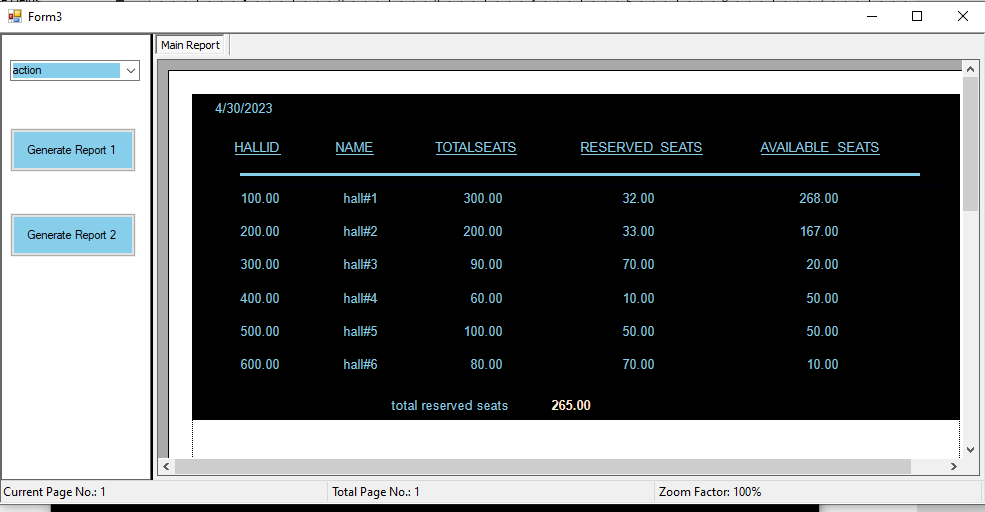 Form3
Main Report
action
4/30/2023
HALLID NAME TOTALSEATS RESERVED_SEATS AVAILABLE_SEATS
Generate Report 1
100.00 hall#1 300.00 32.00 268.00
200.00 hall#2 200.00 33.00 167.00
Generate Report 2
300.00 hall#3 90.00 70.00 20.00
400.00 hall#4 60.00 10.00 50.00
500.00 hall#5 100.00 50.00 50.00
600.00 hall#6 80.00 70.00 10.00
total reserved seats 265.00
Current Page No.: 1 Total Page No.: 1 Zoom Factor: 100%